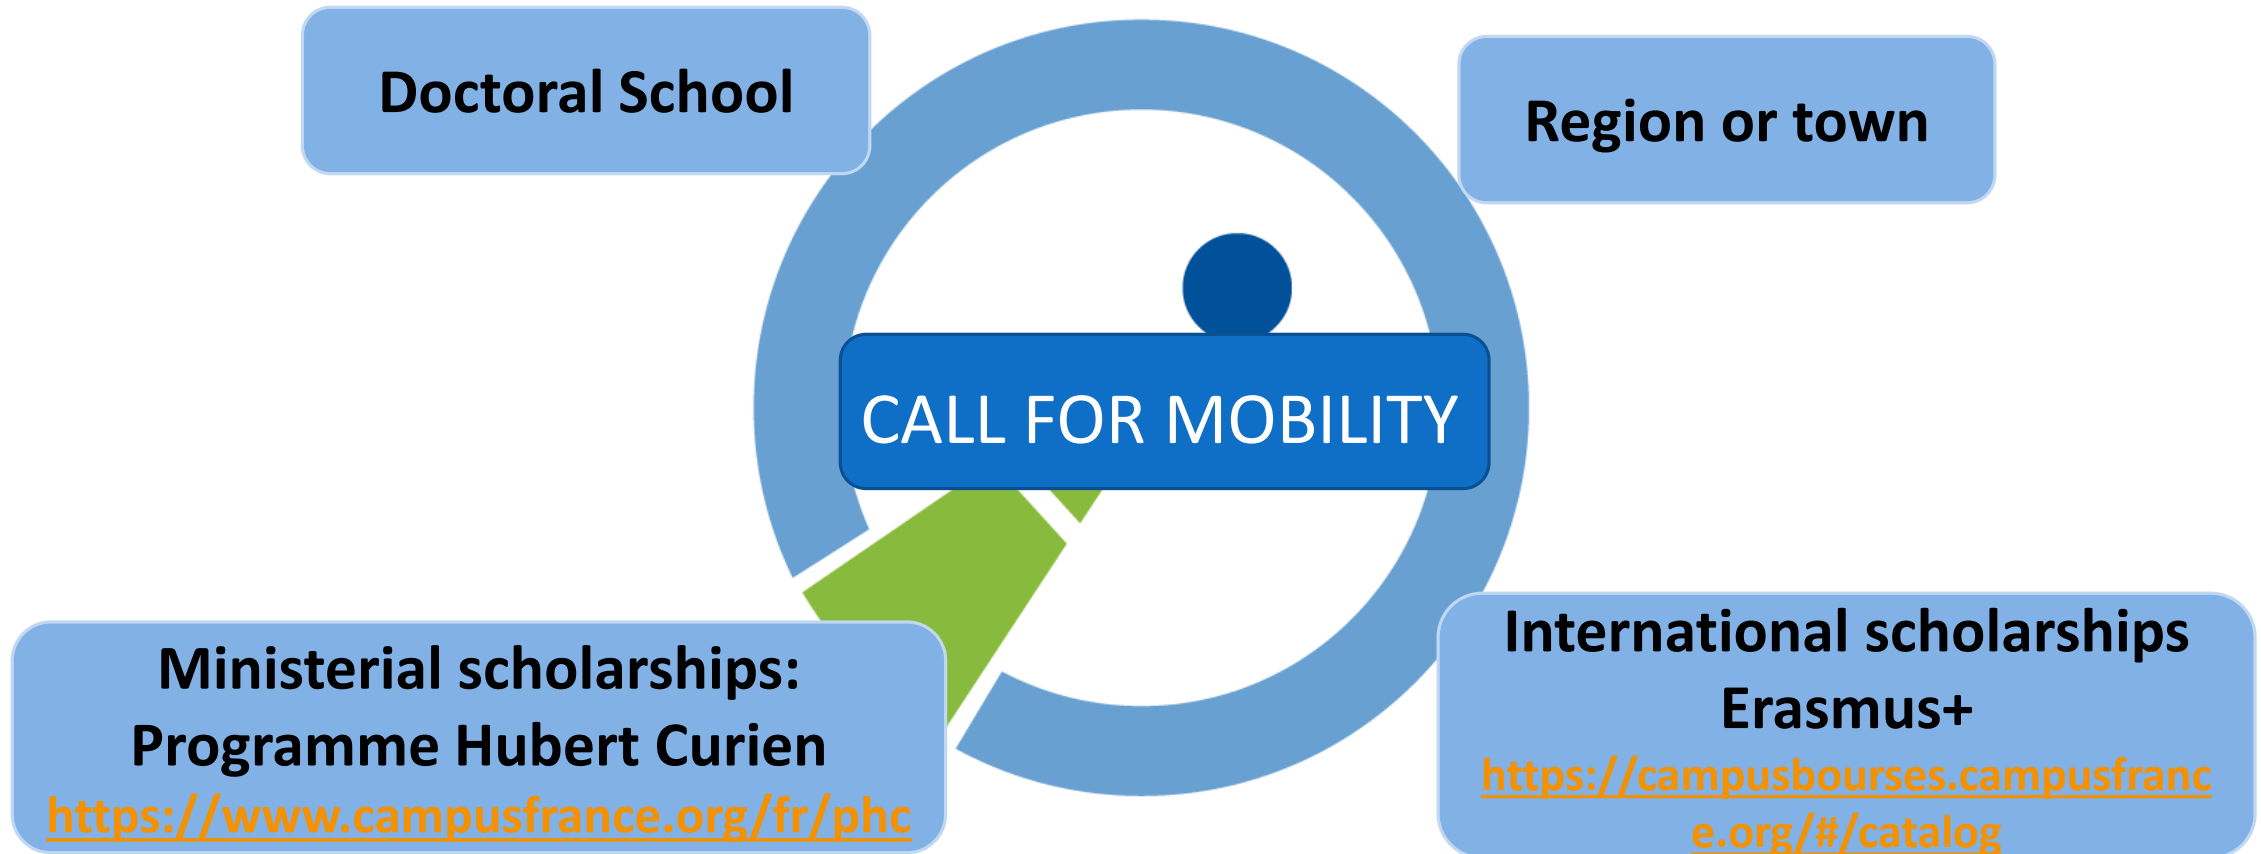 Doctoral School
Region or town
CALL FOR MOBILITY
Ministerial scholarships:
Programme Hubert Curien
https://www.campusfrance.org/fr/phc
International scholarships
Erasmus+
https://campusbourses.campusfranc
e.org/#/catalog